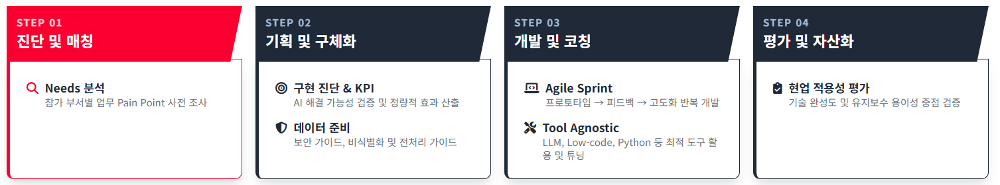 STEP 01
진단 및 매칭
Needs 분석
참가 부서별 업무 Pain Point 사전 조사
STEP 02
기획 및 구체화
구현 진단 & KPI
AI 해결 가능성 검증 및 정량적 효과 산출
데이터 준비
보안 가이드, 비식별화 및 전처리 가이드
STEP 03
개발 및 코칭
Agile Sprint
프로토타입 → 피드백 → 고도화 반복 개발
Tool Agnostic
LLM, Low-code, Python 등 최적 도구 활
용 및 튜닝
STEP 04
평가 및 자산화
현업 적용성 평가
기술 완성도 및 유지보수 용이성 중점 검증